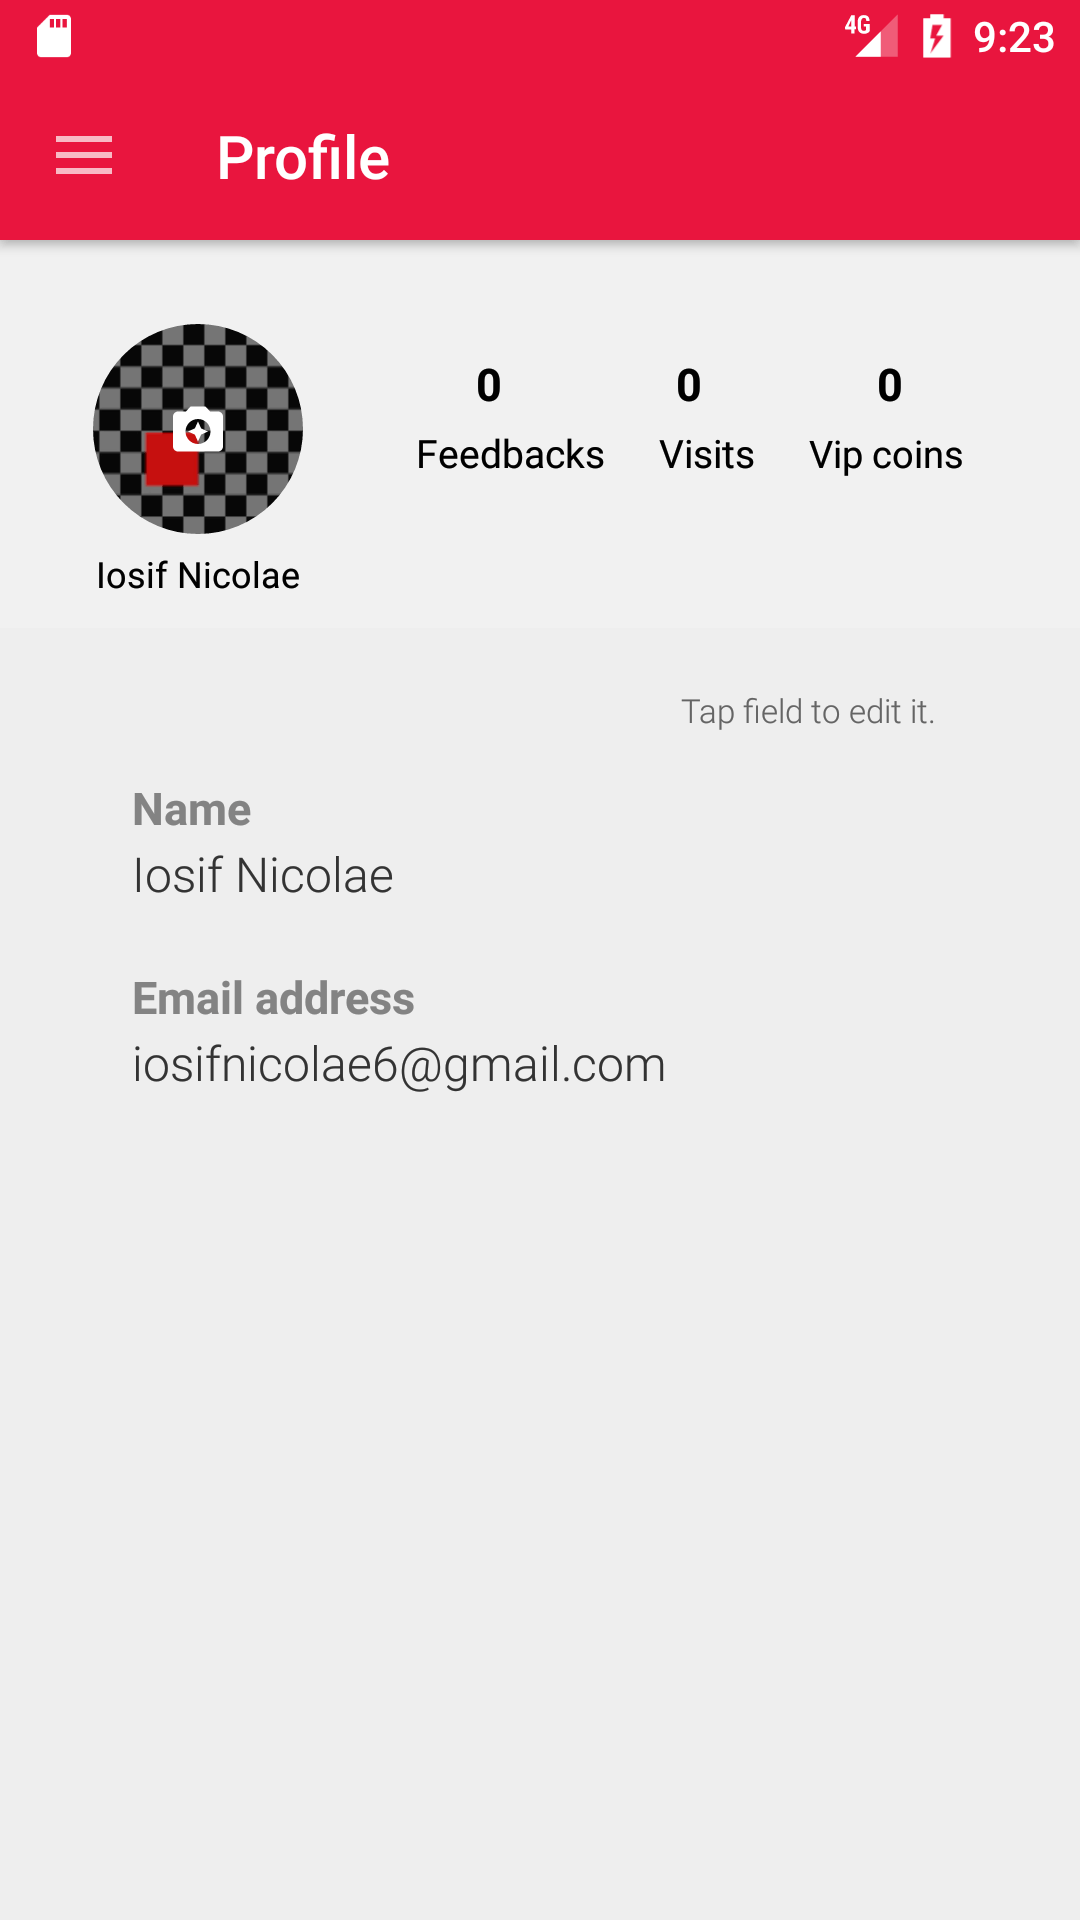 4G 9:23
Profile
0 0 0
Feedbacks Visits Vip coins
Iosif Nicolae
Tap field to edit it.
Name
Iosif Nicolae
Email address
iosifnicolae6@gmail.com